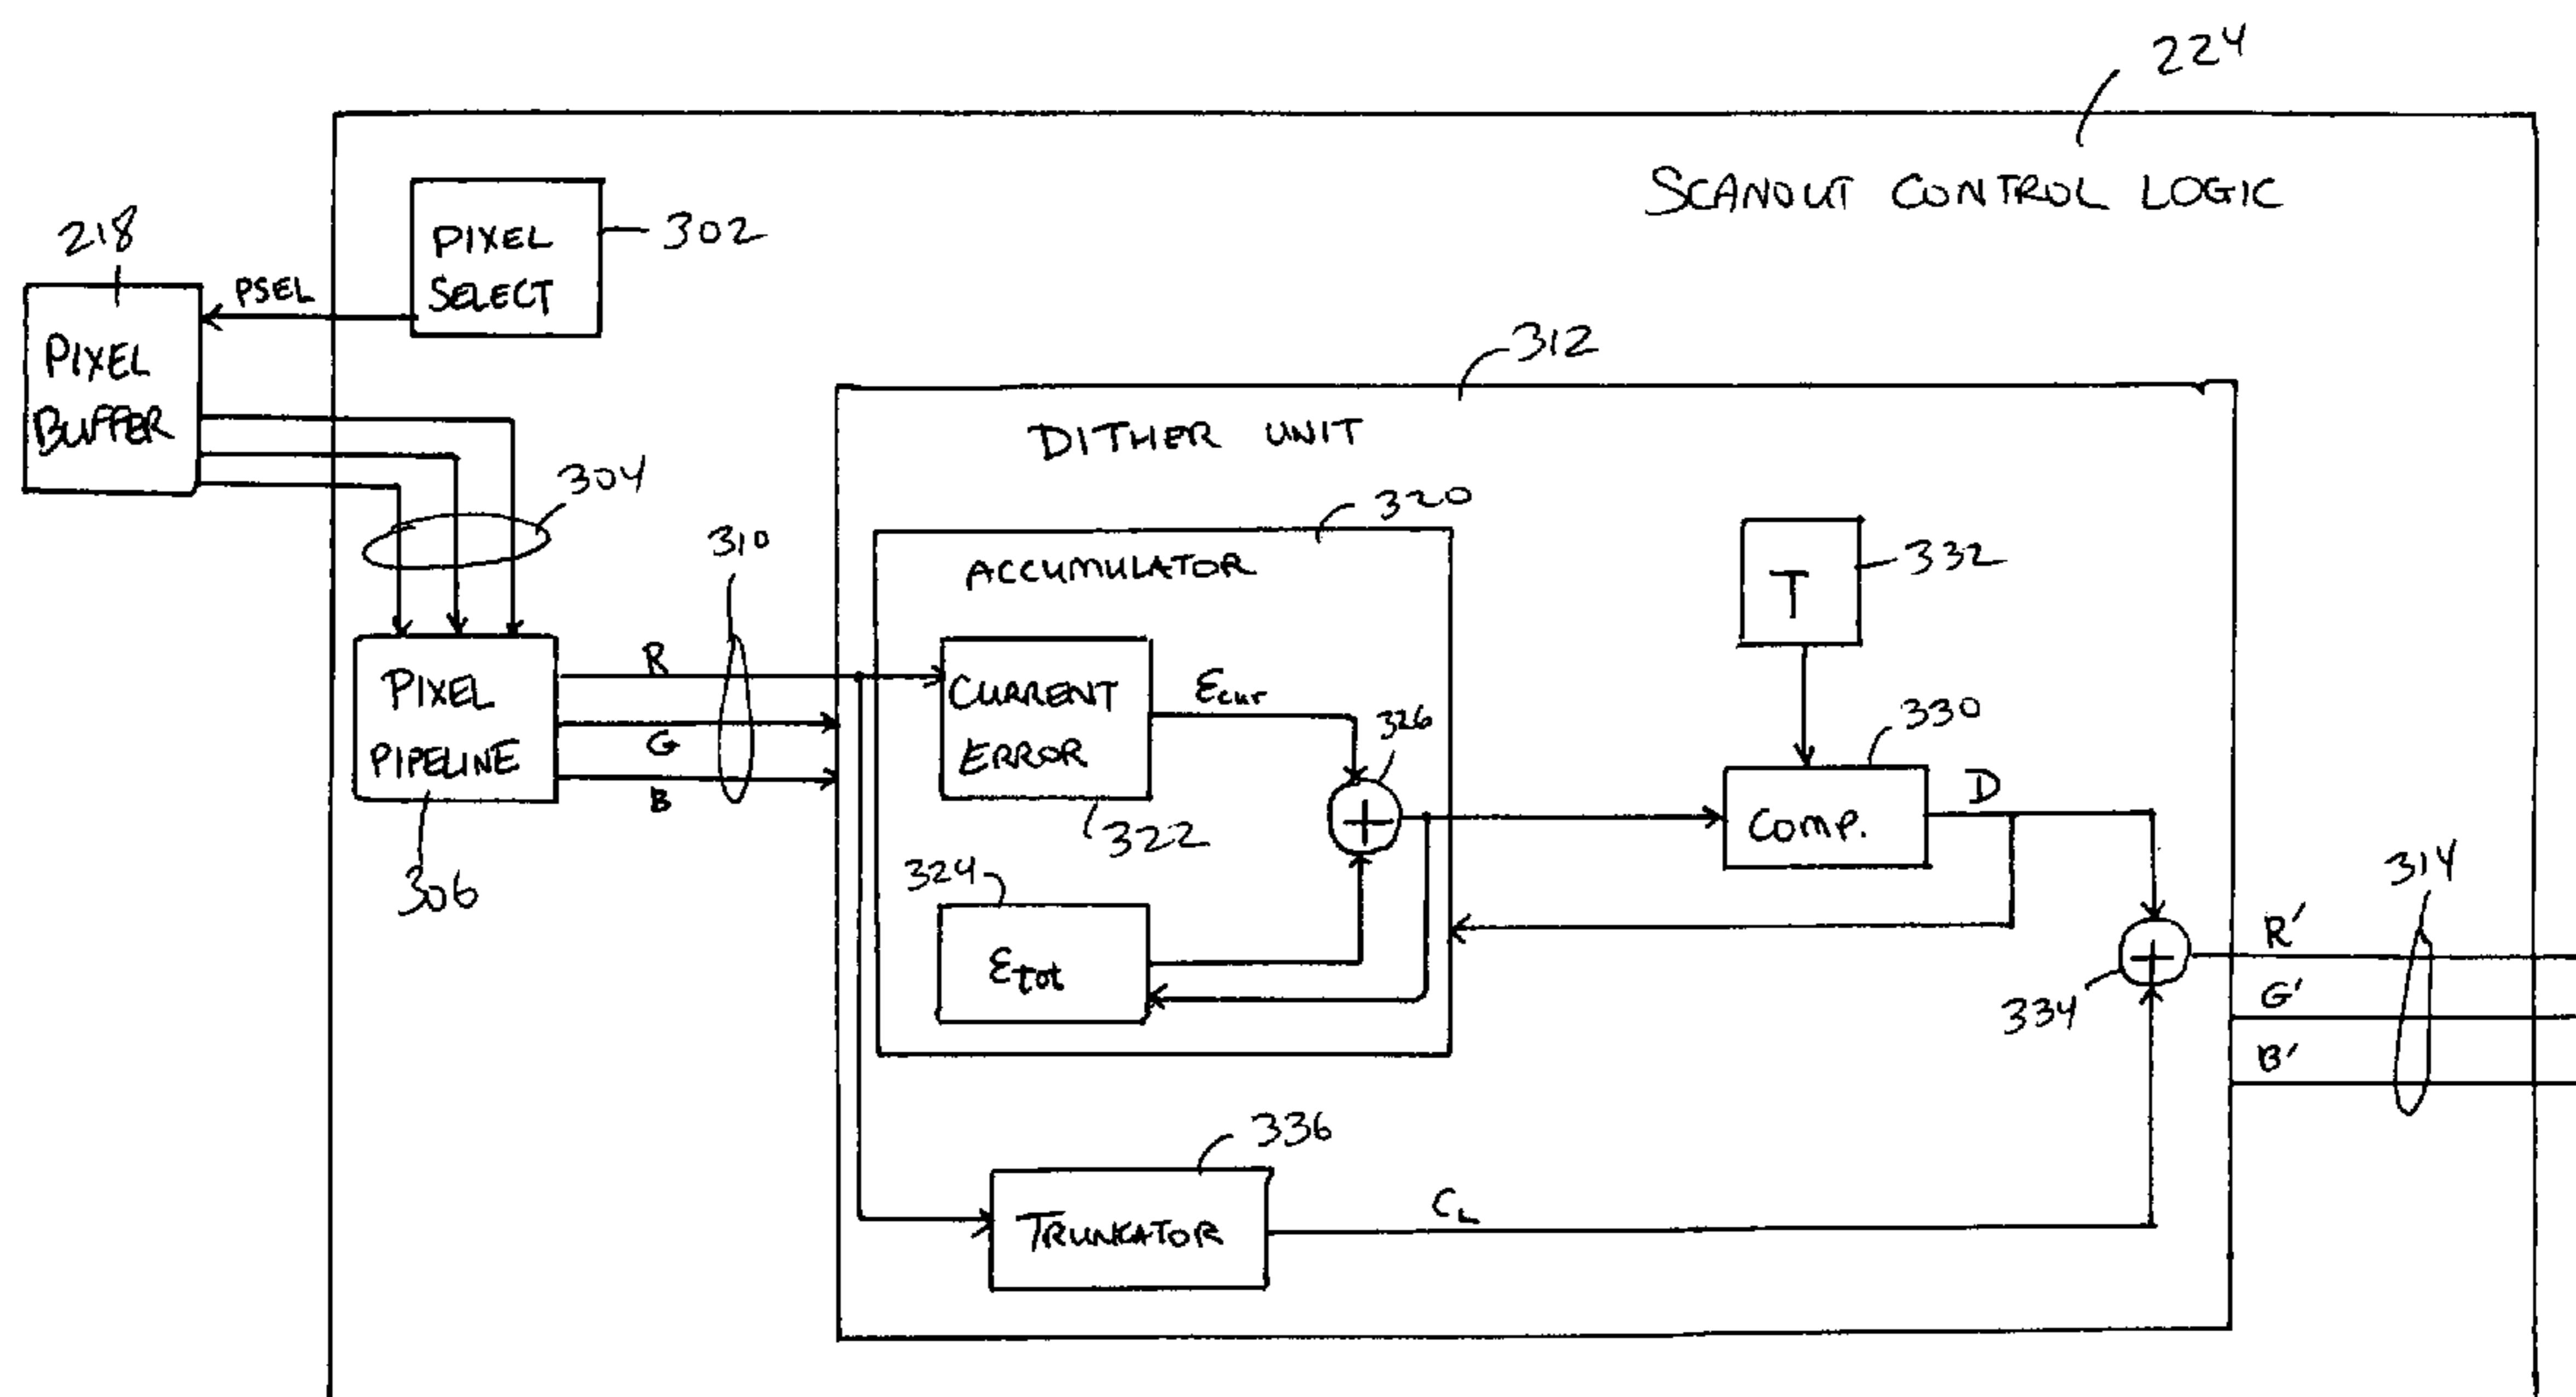 224
SCANOUT CONTROL LOGIC
PIXEL
SELECT
302
218
PSEL
PIXEL
BUFFER
304
312
DITHER UNIT
320
ACCUMULATOR
310
T
332
PIXEL
PIPELINE
306
R
G
B
CURRENT
ERROR
322
Ecur
326
330
COMP.
D
324
Etot
314
R'
G'
B'
334
336
TRUNKATOR
CL